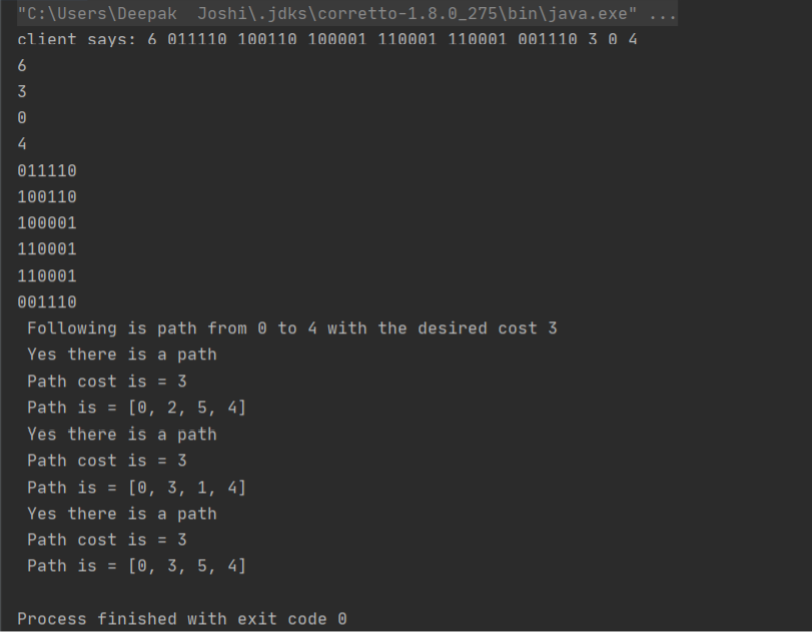 "C:\Users\Deepak  Joshi\.jdks\corretto-1.8.0_275\bin\java.exe" ...
client says: 6 011110 100110 100001 110001 110001 001110 3 0 4
6
3
0
4
011110
100110
100001
110001
110001
001110
Following is path from 0 to 4 with the desired cost 3
Yes there is a path
Path cost is = 3
Path is = [0, 2, 5, 4]
Yes there is a path
Path cost is = 3
Path is = [0, 3, 1, 4]
Yes there is a path
Path cost is = 3
Path is = [0, 3, 5, 4]
Process finished with exit code 0